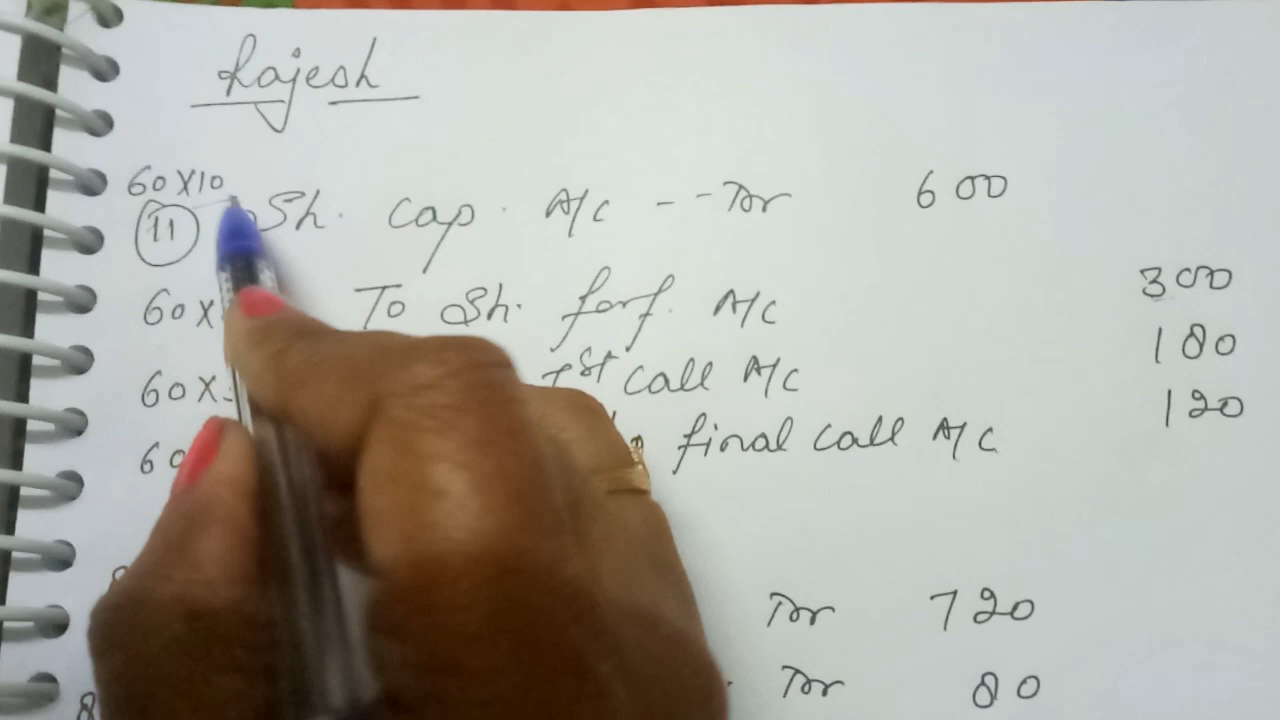 Rajesh
60X10
11 Sh. Cap. A/C -- Dr 600
60X To Sh. forf. A/C 300
60X 1st Call A/C 180
60 final call A/C 120
Dr 720
Dr 80